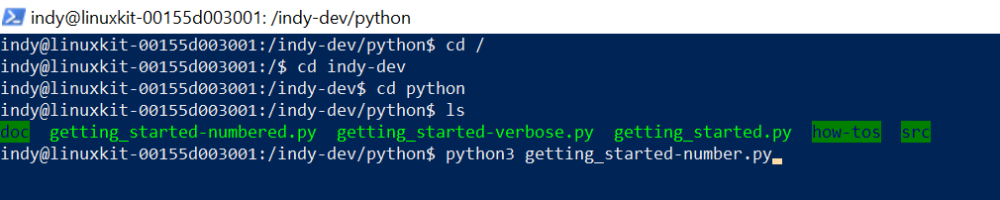 indy@linuxkit-00155d003001: /indy-dev/python
indy@linuxkit-00155d003001:/indy-dev/python$ cd /
indy@linuxkit-00155d003001:/$ cd indy-dev
indy@linuxkit-00155d003001:/indy-dev$ cd python
indy@linuxkit-00155d003001:/indy-dev/python$ ls
doc  getting_started-numbered.py  getting_started-verbose.py  getting_started.py  how-tos  src
indy@linuxkit-00155d003001:/indy-dev/python$ python3 getting_started-number.py